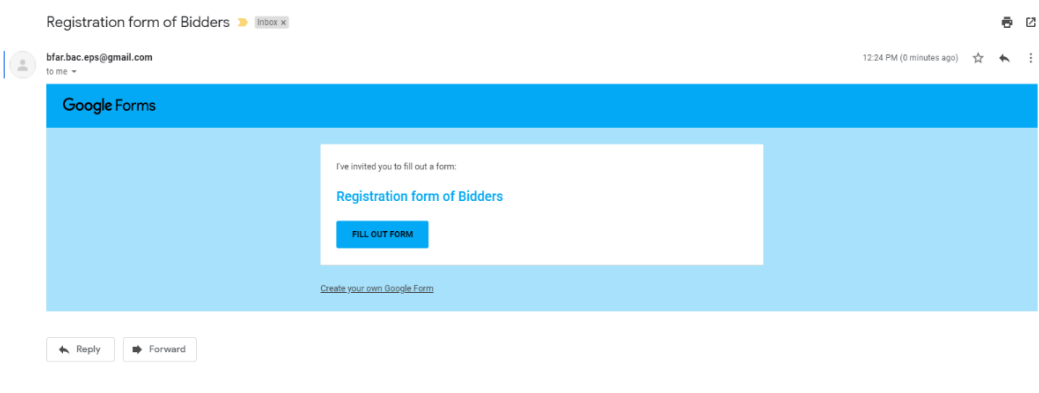 Registration form of Bidders Inbox x
bfar.bac.eps@gmail.com 12:24 PM (0 minutes ago)
to me
Google Forms
I've invited you to fill out a form:
Registration form of Bidders
FILL OUT FORM
Create your own Google Form
Reply Forward